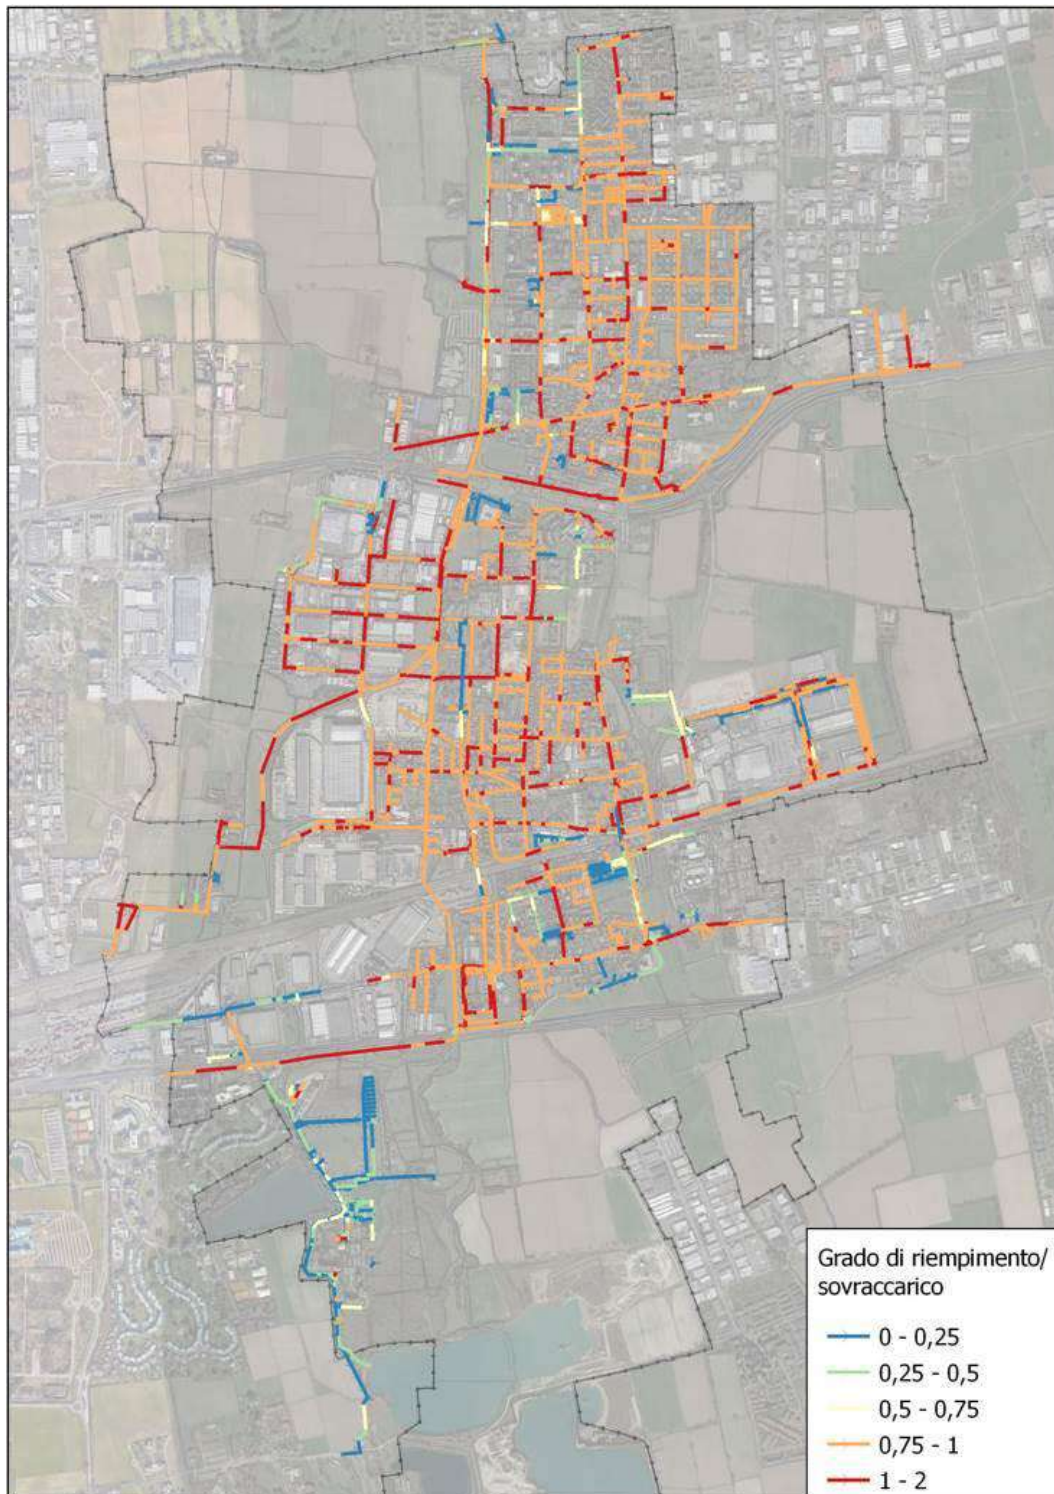 Grado di riempimento/
sovraccarico
0 - 0,25
0,25 - 0,5
0,5 - 0,75
0,75 - 1
1 - 2